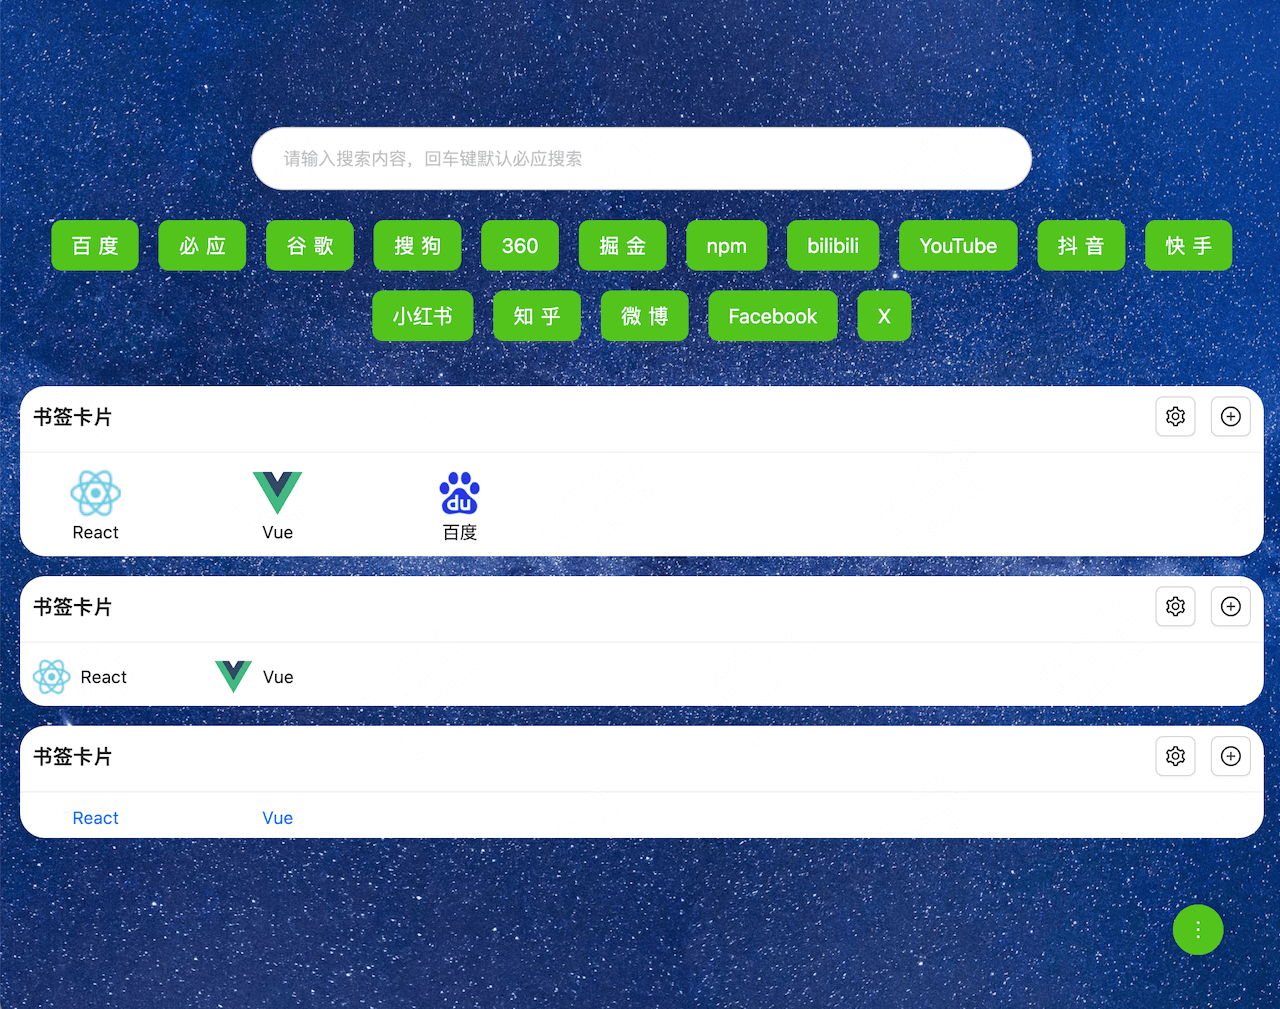 请输入搜索内容，回车键默认必应搜索
百度 必应 谷歌 搜狗 360 掘金 npm bilibili YouTube 抖音 快手
小红书 知乎 微博 Facebook X
书签卡片
du
React Vue 百度
书签卡片
React Vue
书签卡片
React Vue